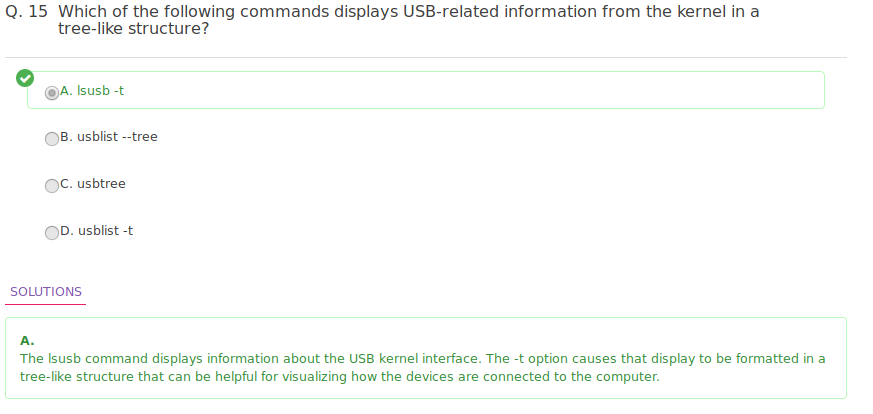 Q. 15 Which of the following commands displays USB-related information from the kernel in a
tree-like structure?
A. lsusb -t
B. usblist --tree
C. usbtree
D. usblist -t
SOLUTIONS
A.
The lsusb command displays information about the USB kernel interface. The -t option causes that display to be formatted in a
tree-like structure that can be helpful for visualizing how the devices are connected to the computer.